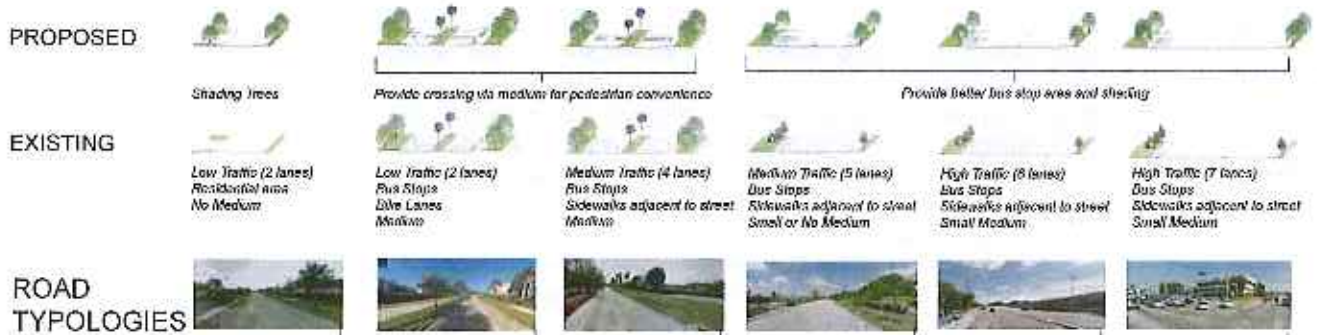 PROPOSED
Shading Trees
Provide crossing via medium for pedestrian convenience
Provide better bus stop area and shading
EXISTING
Low Traffic (2 lanes)
Residential area
No Medium
Low Traffic (2 lanes)
Bus Stops
Bike Lanes
Medium
Medium Traffic (4 lanes)
Bus Stops
Sidewalks adjacent to street
Medium
Medium Traffic (5 lanes)
Bus Stops
Sidewalks adjacent to street
Small or No Medium
High Traffic (6 lanes)
Bus Stops
Sidewalks adjacent to street
Small Medium
High Traffic (7 lanes)
Bus Stops
Sidewalks adjacent to street
Small Medium
ROAD
TYPOLOGIES